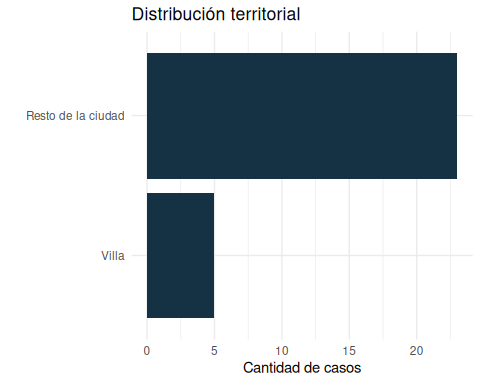 Distribución territorial
Resto de la ciudad
Villa
0 5 10 15 20
Cantidad de casos